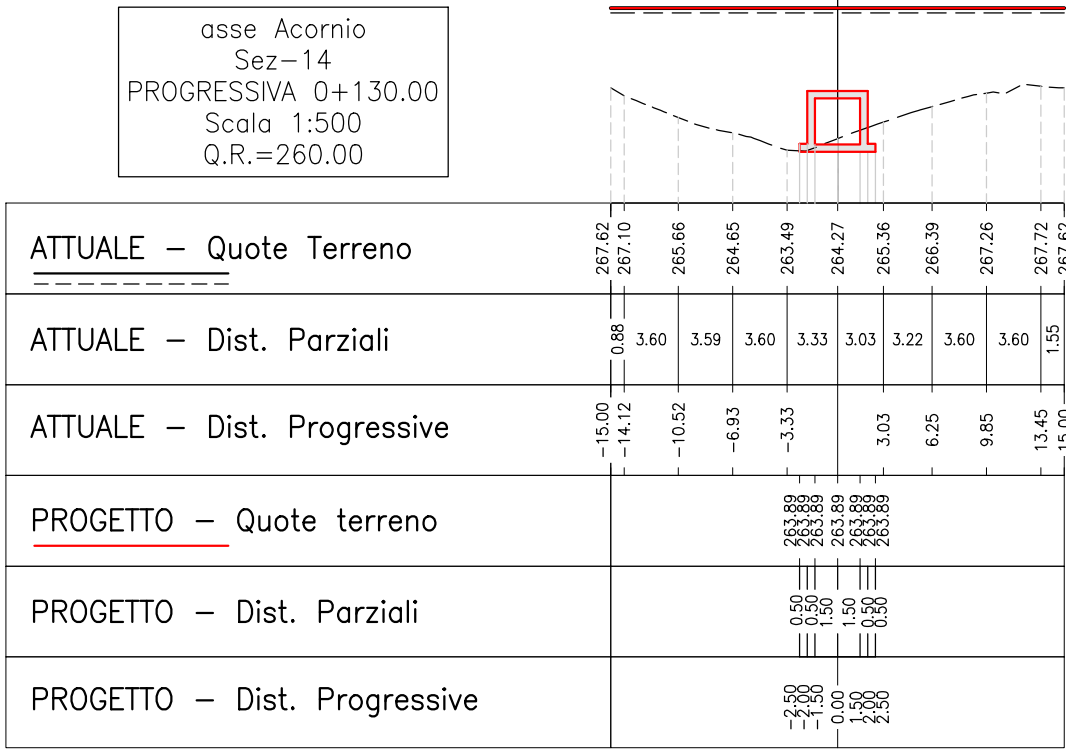 asse Acornio
Sez-14
PROGRESSIVA 0+130.00
Scala 1:500
Q.R.=260.00
ATTUALE - Quote Terreno
267.62 267.10 265.66 264.65 263.49 264.27 265.36 266.39 267.26 267.72 267.62
ATTUALE - Dist. Parziali
0.88 3.60 3.59 3.60 3.33 3.03 3.22 3.60 3.60 1.55
ATTUALE - Dist. Progressive
-15.00 -14.12 -10.52 -6.93 -3.33 3.03 6.25 9.85 13.45 15.00
PROGETTO - Quote terreno
263.89 263.89 263.89 263.89 263.89 263.89 263.89
PROGETTO - Dist. Parziali
0.50 0.50 1.50 1.50 0.50 0.50
PROGETTO - Dist. Progressive
-2.50 -2.00 -1.50 0.00 1.50 2.00 2.50